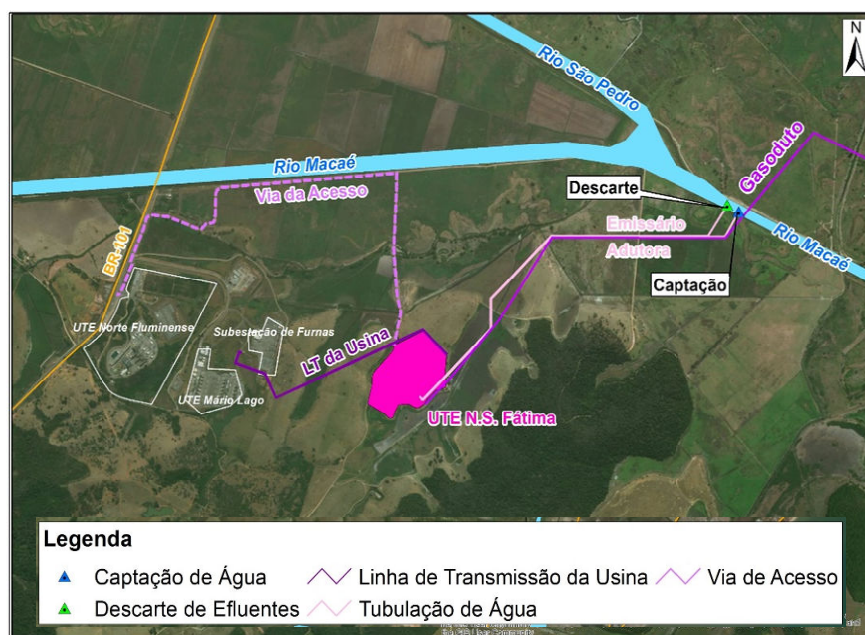 N
Rio São Pedro
Rio Macaé
Via da Acesso
Descarte
Gasoduto
Emissário
Adutora
Rio Macaé
Captação
BR-101
UTE Norte Fluminense
Subestação de Furnas
LT da Usina
UTE Mário Lago
UTE N.S. Fátima
Legenda
Captação de Água
Linha de Transmissão da Usina
Via de Acesso
Descarte de Efluentes
Tubulação de Água